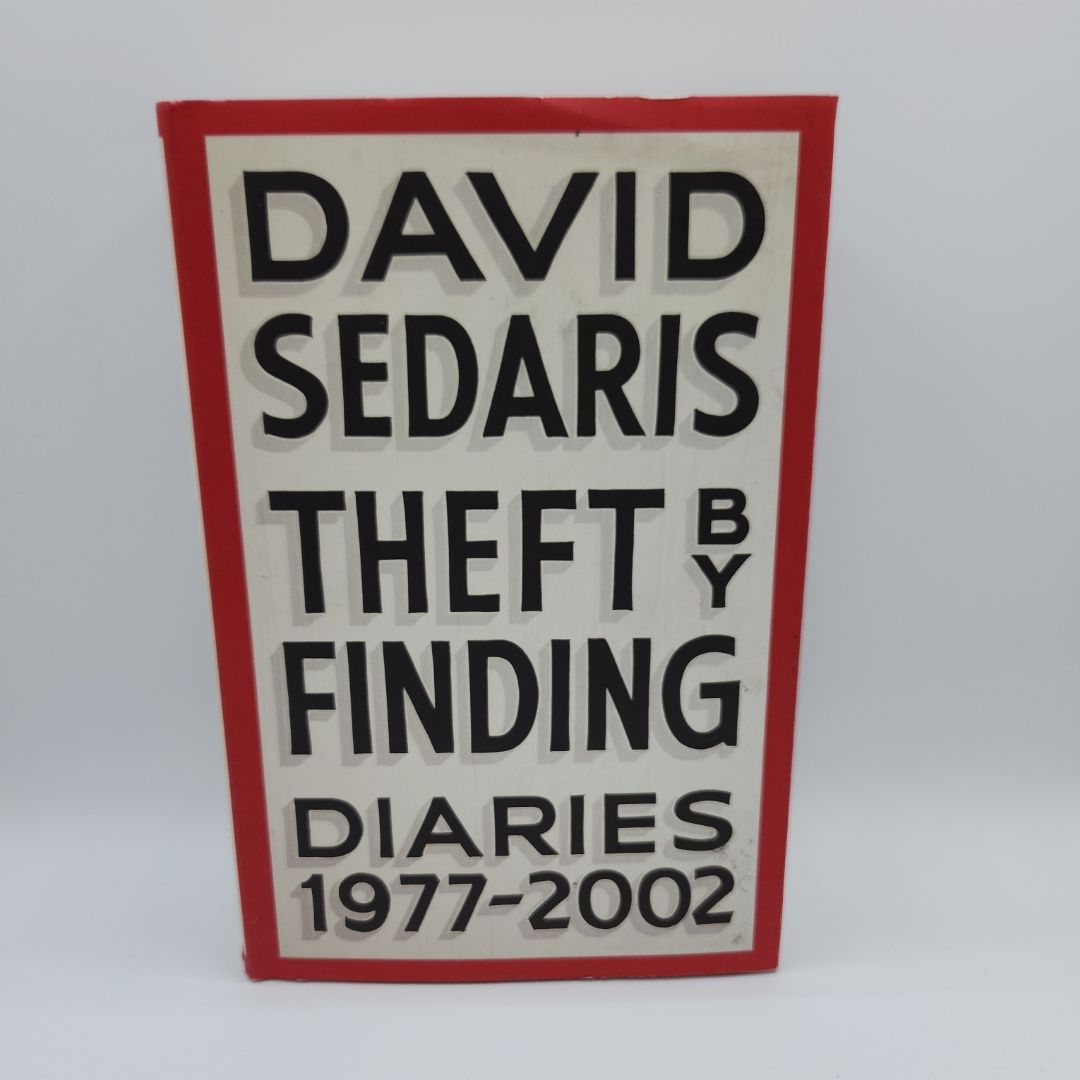 DAVID
SEDARIS
THEFT BY
FINDING
DIARIES
1977-2002